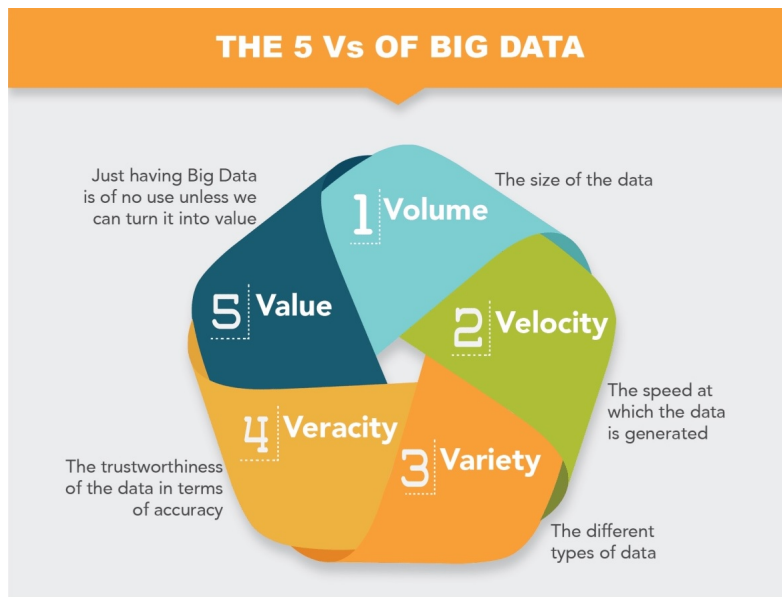 THE 5 Vs OF BIG DATA
1 Volume
The size of the data
2 Velocity
The speed at
which the data
is generated
3 Variety
The different
types of data
4 Veracity
The trustworthiness
of the data in terms
of accuracy
5 Value
Just having Big Data
is of no use unless we
can turn it into value